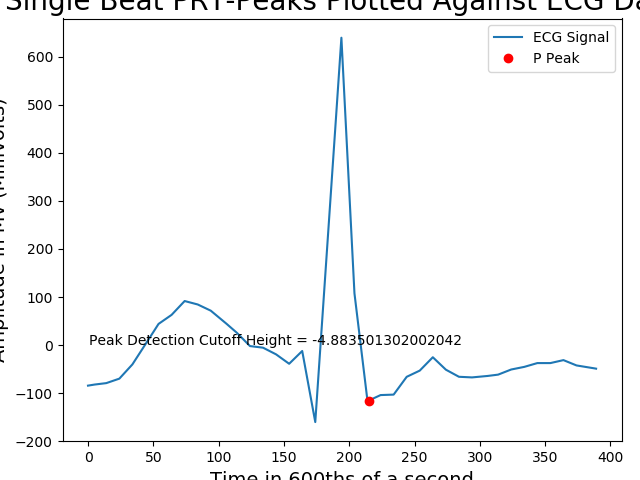 Single Beat PRT-Peaks Plotted Against ECG Da
ECG Signal
P Peak
600
500
400
300
200
100
0
−100
−200
Amplitude in MV (Millivolts)
Peak Detection Cutoff Height = -4.883501302002042
0 50 100 150 200 250 300 350 400
Time in 600ths of a second